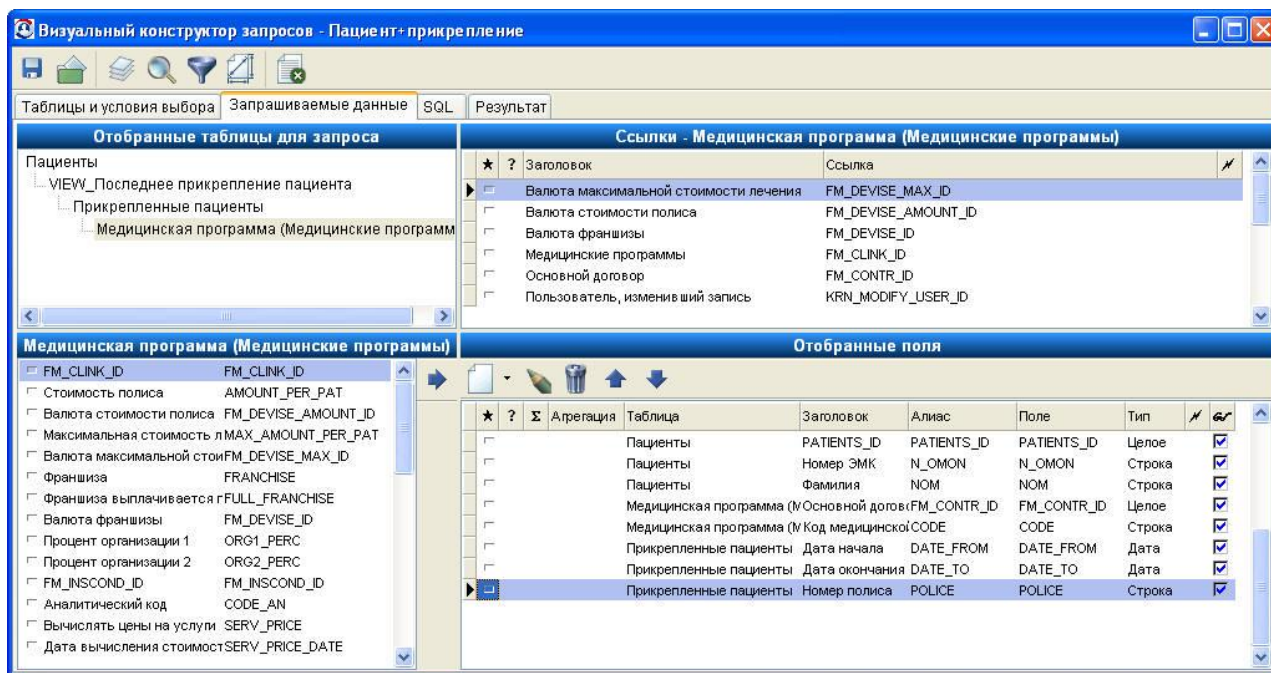 Визуальный конструктор запросов - Пациент+прикрепление
Таблицы и условия выбора Запрашиваемые данные SQL Результат
Отобранные таблицы для запроса
Пациенты
VIEW_Последнее прикрепление пациента
Прикрепленные пациенты
Медицинская программа (Медицинские программ
Ссылки - Медицинская программа (Медицинские программы)
★ ? Заголовок Ссылка
Валюта максимальной стоимости лечения FM_DEVISE_MAX_ID
Валюта стоимости полиса FM_DEVISE_AMOUNT_ID
Валюта франшизы FM_DEVISE_ID
Медицинские программы FM_CLINK_ID
Основной договор FM_CONTR_ID
Пользователь, изменивший запись KRN_MODIFY_USER_ID
Медицинская программа (Медицинские программы)
FM_CLINK_ID FM_CLINK_ID
Стоимость полиса AMOUNT_PER_PAT
Валюта стоимости полиса FM_DEVISE_AMOUNT_ID
Максимальная стоимость л MAX_AMOUNT_PER_PAT
Валюта максимальной стои FM_DEVISE_MAX_ID
Франшиза FRANCHISE
Франшиза выплачивается г FULL_FRANCHISE
Валюта франшизы FM_DEVISE_ID
Процент организации 1 ORG1_PERC
Процент организации 2 ORG2_PERC
FM_INSCOND_ID FM_INSCOND_ID
Аналитический код CODE_AN
Вычислять цены на услуги SERV_PRICE
Дата вычисления стоимост SERV_PRICE_DATE
Отобранные поля
★ ? Σ Агрегация Таблица Заголовок Алиас Поле Тип
Пациенты PATIENTS_ID PATIENTS_ID PATIENTS_ID Целое
Пациенты Номер ЭМК N_OMON N_OMON Строка
Пациенты Фамилия NOM NOM Строка
Медицинская программа (М Основной догов FM_CONTR_ID FM_CONTR_ID Целое
Медицинская программа (М Код медицинско CODE CODE Строка
Прикрепленные пациенты Дата начала DATE_FROM DATE_FROM Дата
Прикрепленные пациенты Дата окончания DATE_TO DATE_TO Дата
Прикрепленные пациенты Номер полиса POLICE POLICE Строка